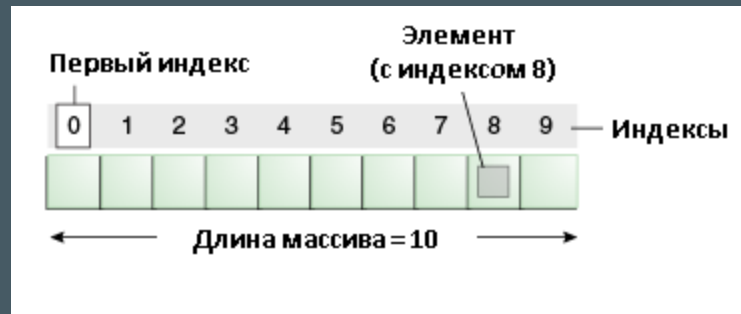 Элемент
(с индексом 8)
Первый индекс
0 1 2 3 4 5 6 7 8 9
Индексы
Длина массива = 10